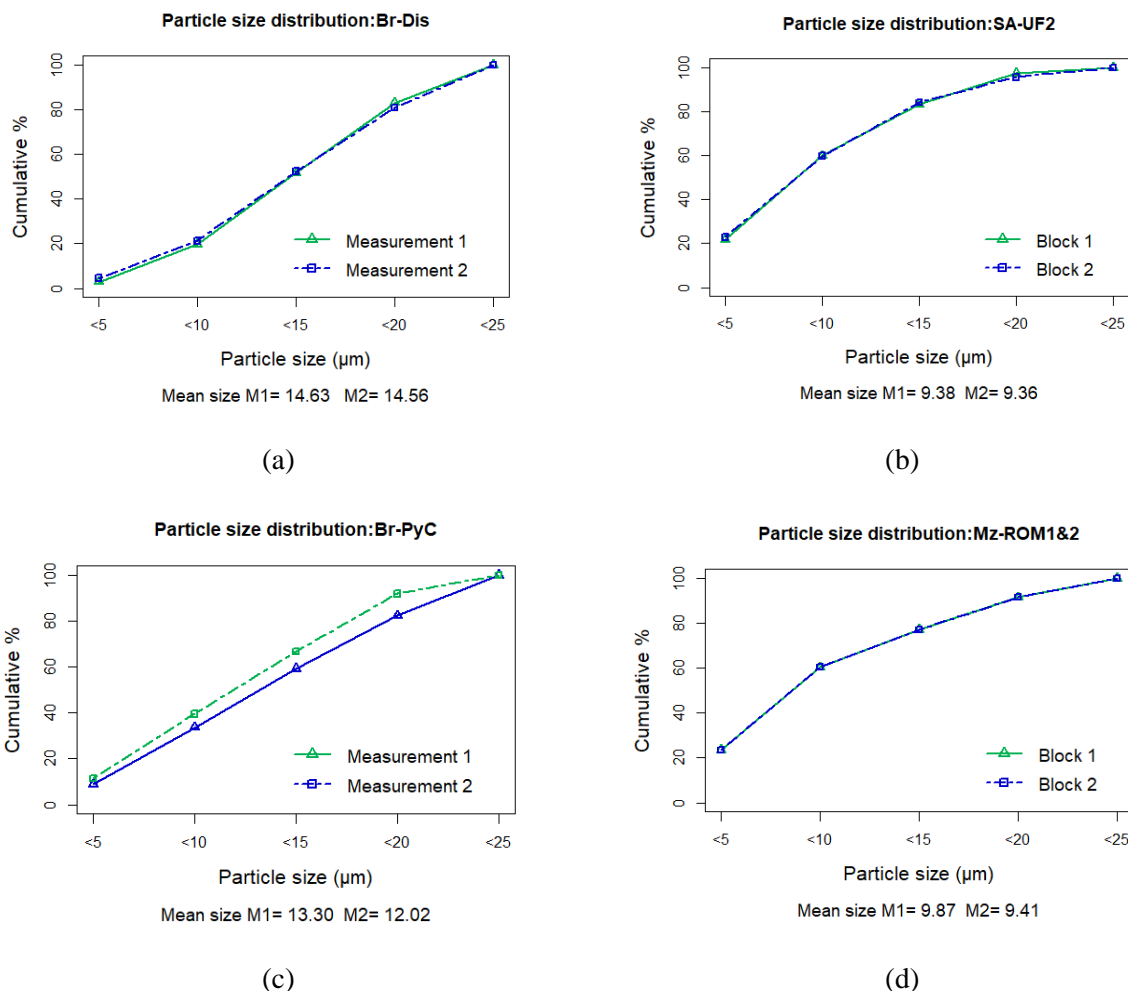 Particle size distribution:Br-Dis
Cumulative %
100
80
60
40
20
0
Measurement 1
Measurement 2
<5 <10 <15 <20 <25
Particle size (µm)
Mean size M1= 14.63 M2= 14.56
(a)
Particle size distribution:SA-UF2
Cumulative %
100
80
60
40
20
0
Block 1
Block 2
<5 <10 <15 <20 <25
Particle size (µm)
Mean size M1= 9.38 M2= 9.36
(b)
Particle size distribution:Br-PyC
Cumulative %
100
80
60
40
20
0
Measurement 1
Measurement 2
<5 <10 <15 <20 <25
Particle size (µm)
Mean size M1= 13.30 M2= 12.02
(c)
Particle size distribution:Mz-ROM1&2
Cumulative %
100
80
60
40
20
0
Block 1
Block 2
<5 <10 <15 <20 <25
Particle size (µm)
Mean size M1= 9.87 M2= 9.41
(d)